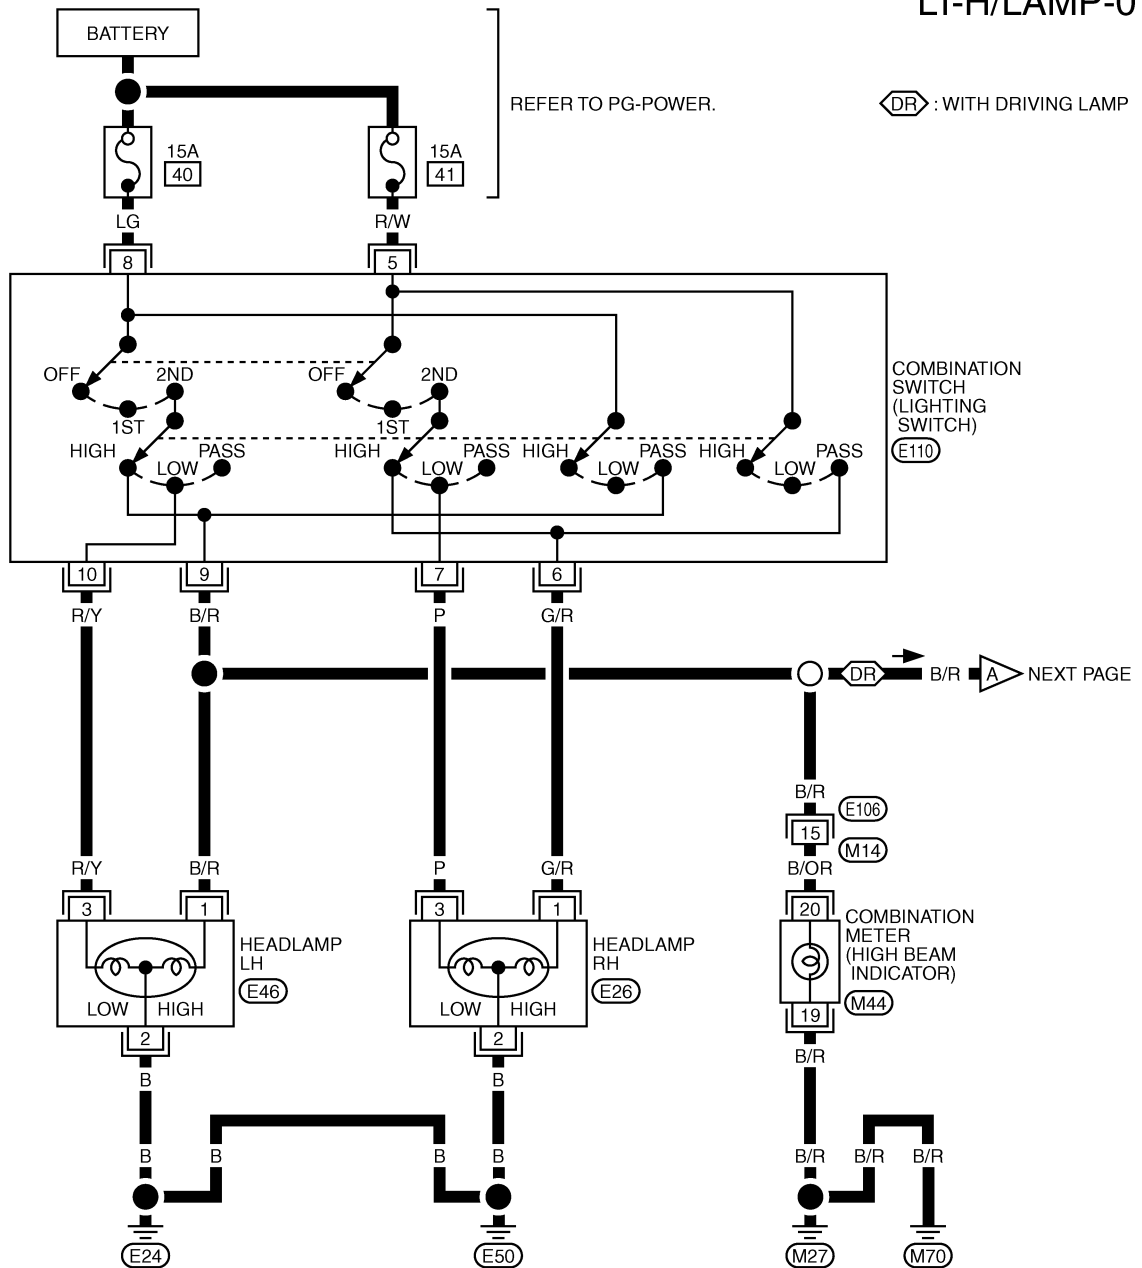 LT-H/LAMP-0
BATTERY
REFER TO PG-POWER.
DR : WITH DRIVING LAMP
15A
40
15A
41
LG
R/W
8
5
OFF
2ND
1ST
OFF
2ND
1ST
HIGH
LOW
PASS
HIGH
LOW
PASS
HIGH
LOW
PASS
HIGH
LOW
PASS
COMBINATION
SWITCH
(LIGHTING
SWITCH)
E110
10
9
7
6
R/Y
B/R
P
G/R
DR
B/R
A
NEXT PAGE
B/R
E106
15
M14
R/Y
B/R
P
G/R
B/OR
3
1
3
1
20
HEADLAMP
LH
E46
LOW
HIGH
HEADLAMP
RH
E26
LOW
HIGH
COMBINATION
METER
(HIGH BEAM
INDICATOR)
M44
2
2
19
B
B
B/R
B
B
B
B
B/R
B/R
B/R
E24
E50
M27
M70